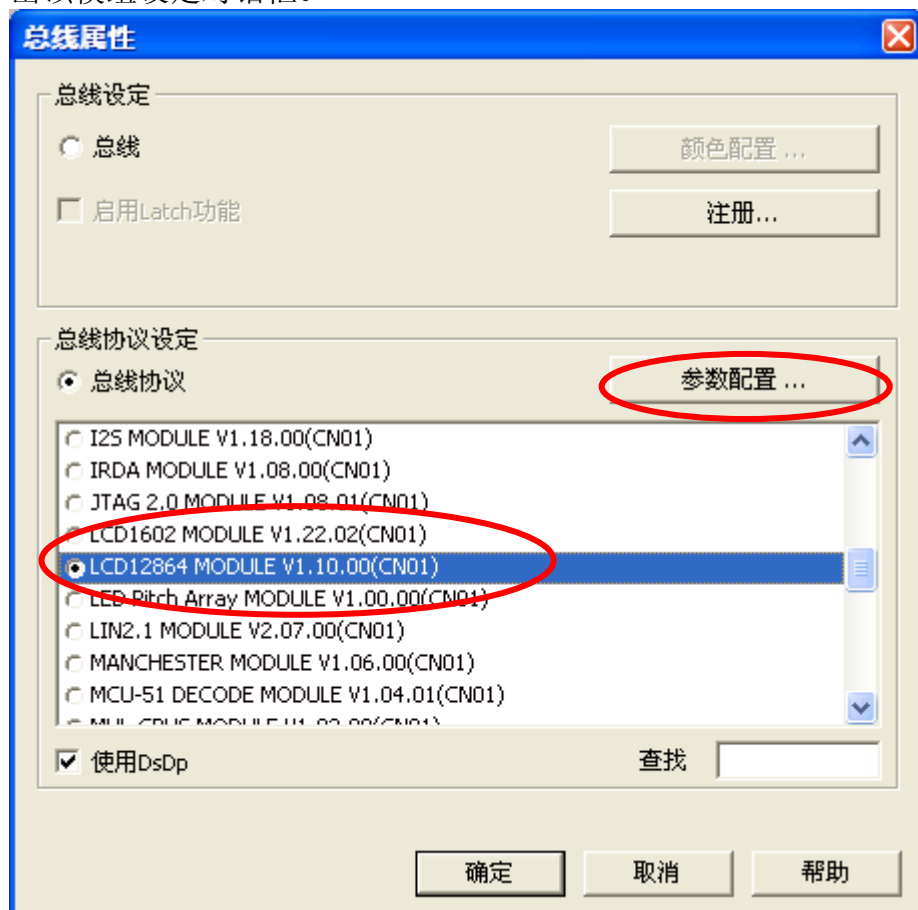 总线属性
总线设定
总线
颜色配置 ...
启用Latch功能
注册...
总线协议设定
总线协议
参数配置 ...
I2S MODULE V1.18.00(CN01)
IRDA MODULE V1.08.00(CN01)
JTAG 2.0 MODULE V1.08.01(CN01)
LCD1602 MODULE V1.22.02(CN01)
LCD12864 MODULE V1.10.00(CN01)
LED Pitch Array MODULE V1.00.00(CN01)
LIN2.1 MODULE V2.07.00(CN01)
MANCHESTER MODULE V1.06.00(CN01)
MCU-51 DECODE MODULE V1.04.01(CN01)
使用DsDp
查找
确定
取消
帮助